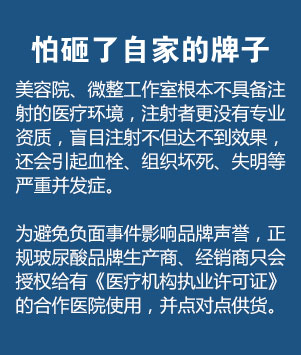 怕砸了自家的牌子
美容院、微整工作室根本不具备注
射的医疗环境，注射者更没有专业
资质，盲目注射不但达不到效果，
还会引起血栓、组织坏死、失明等
严重并发症。
为避免负面事件影响品牌声誉，正
规玻尿酸品牌生产商、经销商只会
授权给有《医疗机构执业许可证》
的合作医院使用，并点对点供货。